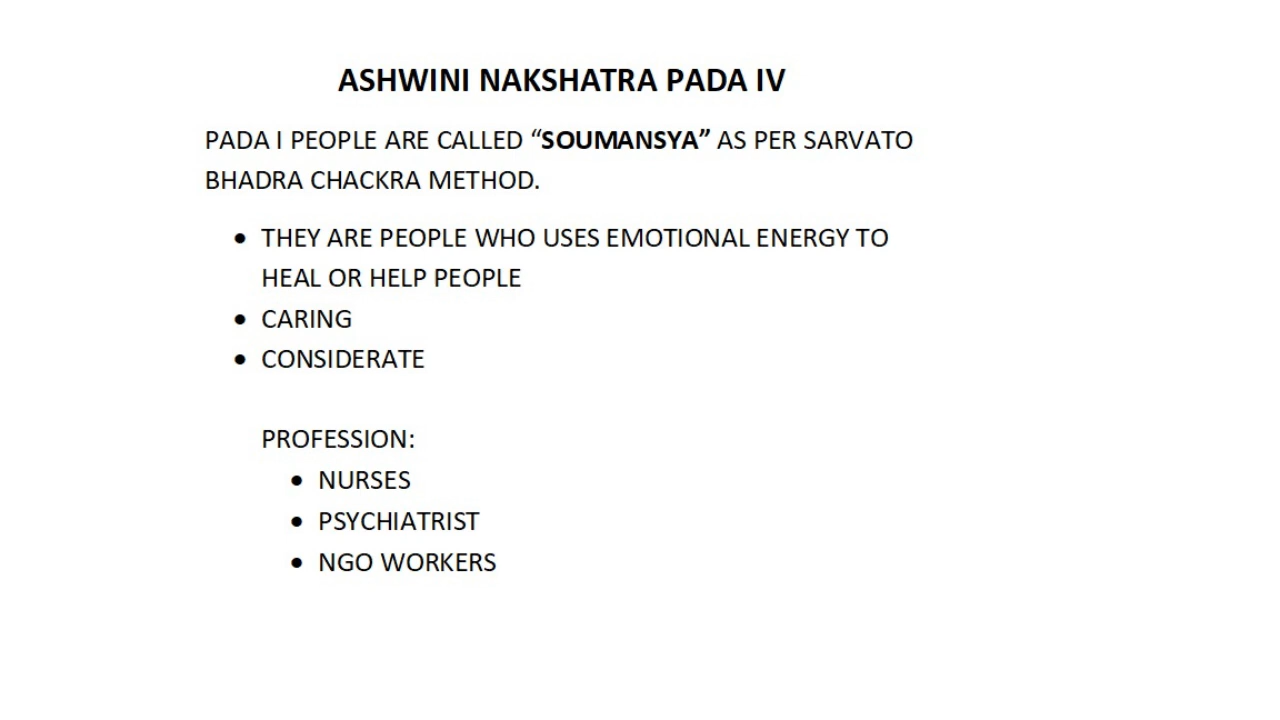 ASHWINI NAKSHATRA PADA IV
PADA I PEOPLE ARE CALLED “SOUMANSYA” AS PER SARVATO
BHADRA CHACKRA METHOD.
• THEY ARE PEOPLE WHO USES EMOTIONAL ENERGY TO
HEAL OR HELP PEOPLE
• CARING
• CONSIDERATE
PROFESSION:
• NURSES
• PSYCHIATRIST
• NGO WORKERS